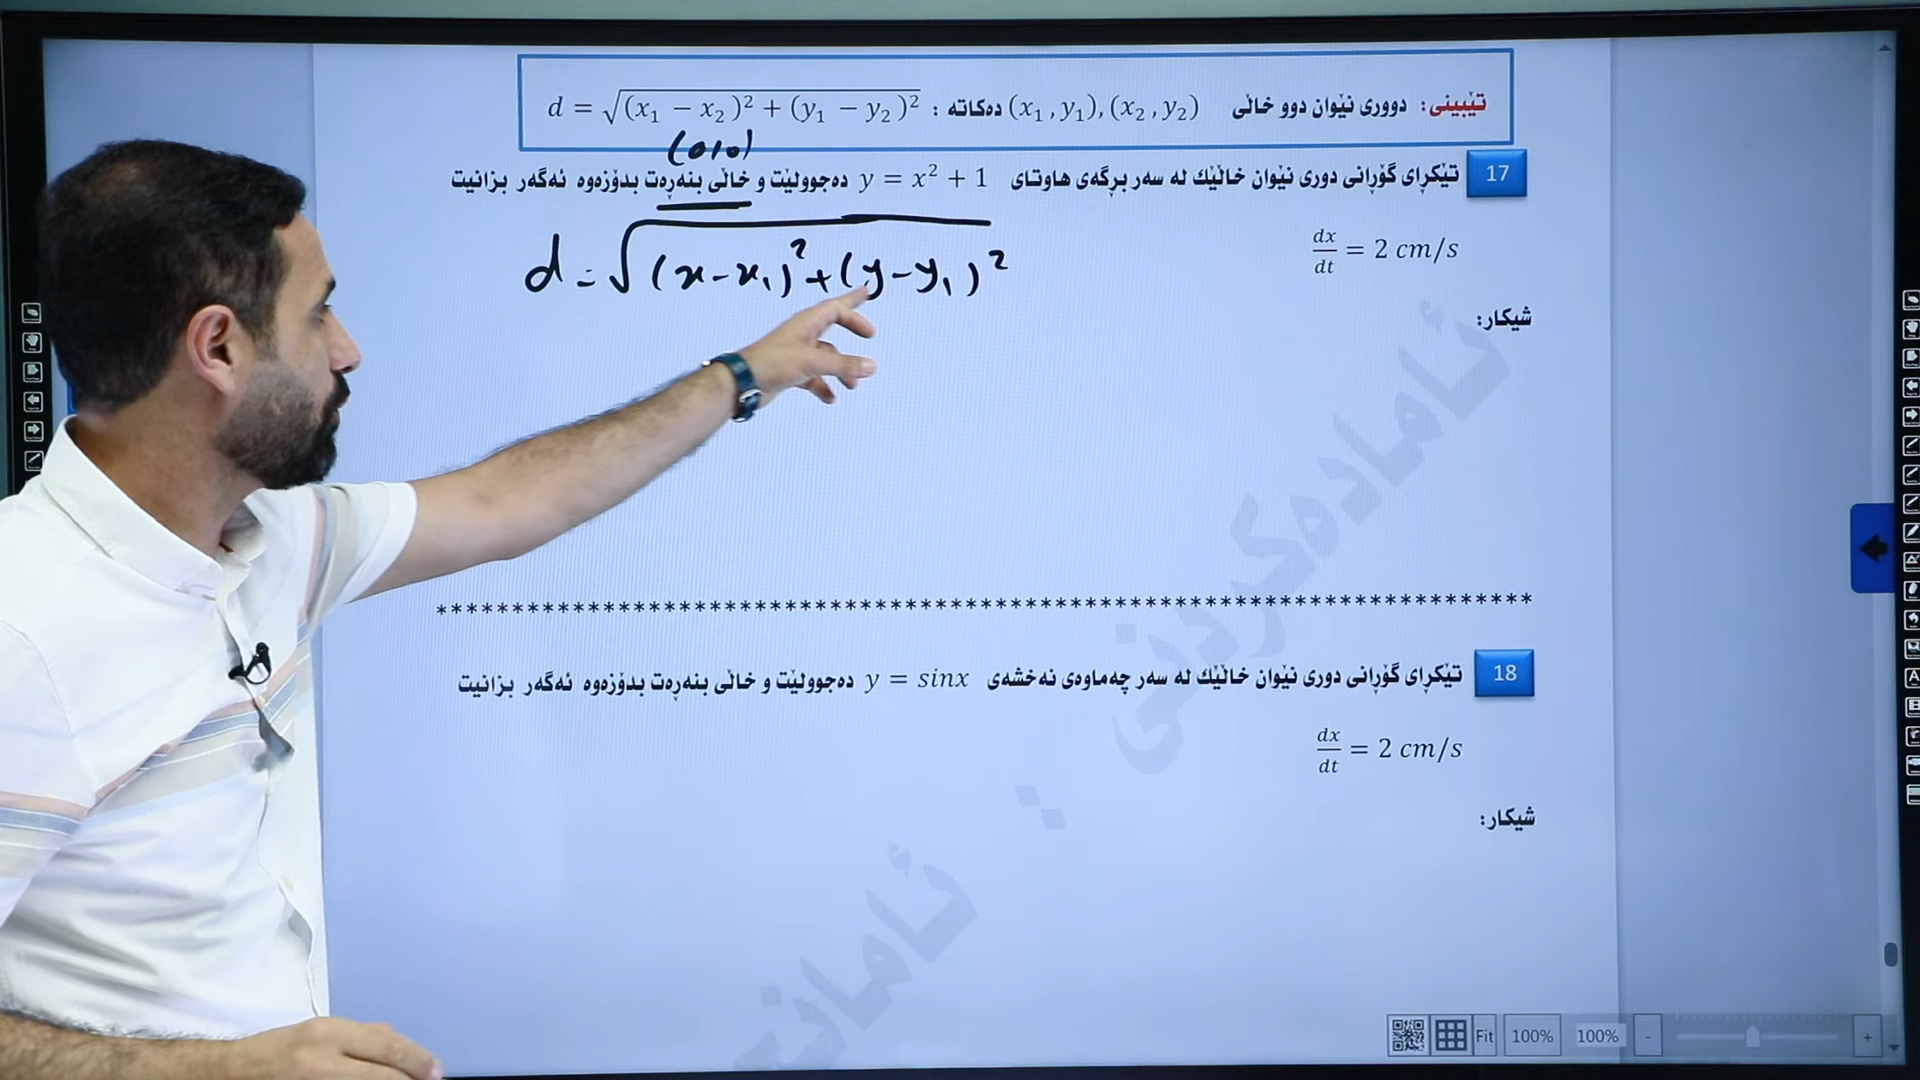 تێبینی: دووری نێوان دوو خاڵی (x₁ , y₁), (x₂ , y₂) دەکاتە : d = √(x₁ − x₂ )² + (y₁ − y₂ )²
(0,0)
17 تێکڕای گۆڕانی دوری نێوان خاڵێك لە سەر بڕگەی هاوتای y = x² + 1 دەجوولێت و خاڵی بنەڕەت بدۆزەوە ئەگەر بزانیت
dx/dt = 2 cm/s
d = √(x-x₁)²+(y-y₁)²
شیکار:
************************************************************************
18 تێکڕای گۆڕانی دوری نێوان خاڵێك لە سەر چەماوەی نەخشەی y = sinx دەجوولێت و خاڵی بنەڕەت بدۆزەوە ئەگەر بزانیت
dx/dt = 2 cm/s
شیکار:
ئامادەکردنی :
Fit 100% 100% - +